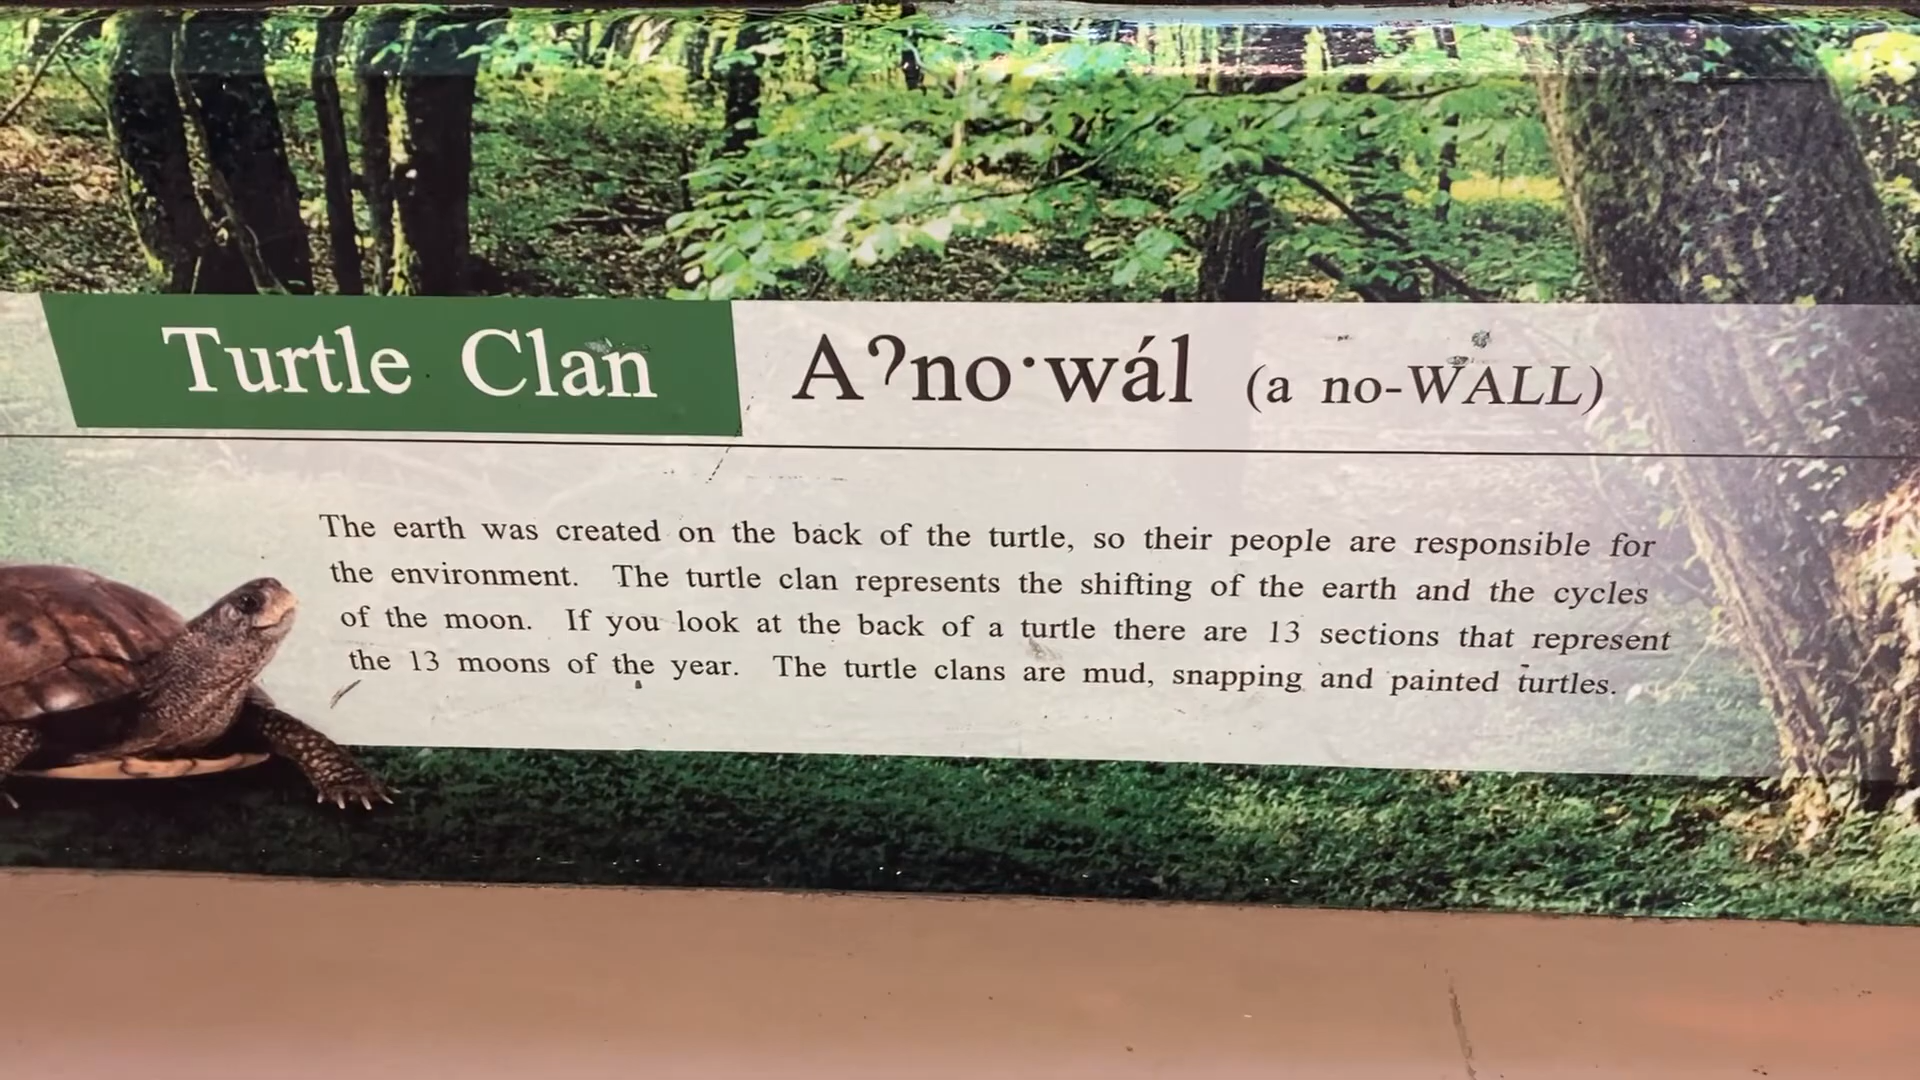 Turtle Clan A?no·wál (a no-WALL)
The earth was created on the back of the turtle, so their people are responsible for
the environment. The turtle clan represents the shifting of the earth and the cycles
of the moon. If you look at the back of a turtle there are 13 sections that represent
the 13 moons of the year. The turtle clans are mud, snapping and painted turtles.